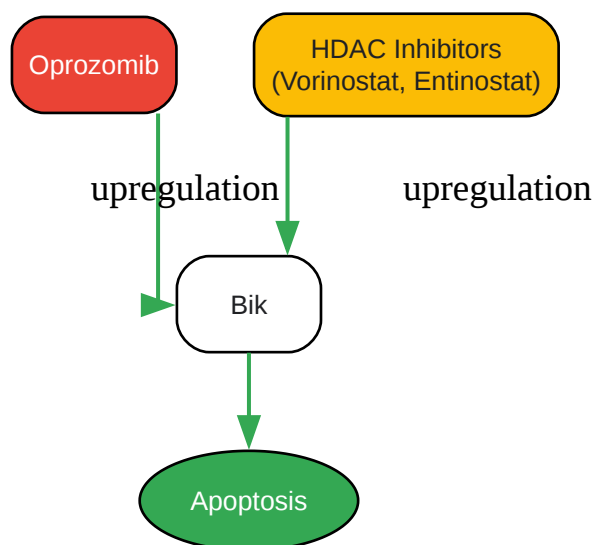 Oprozomib
HDAC Inhibitors
(Vorinostat, Entinostat)
upregulation
upregulation
Bik
Apoptosis